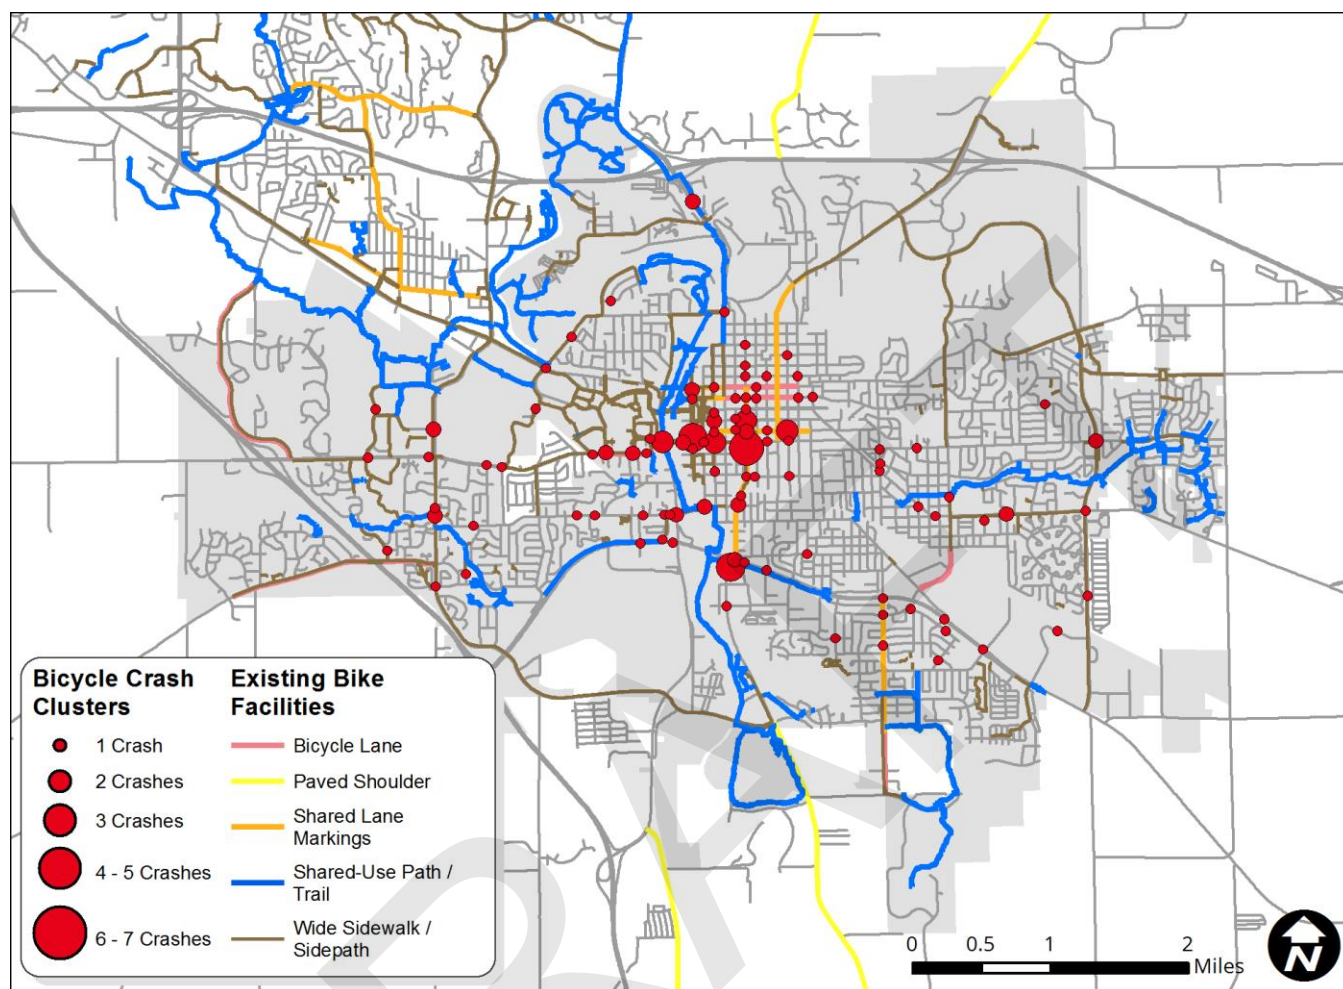 Bicycle Crash
Clusters
1 Crash
2 Crashes
3 Crashes
4 - 5 Crashes
6 - 7 Crashes
Existing Bike
Facilities
Bicycle Lane
Paved Shoulder
Shared Lane
Markings
Shared-Use Path /
Trail
Wide Sidewalk /
Sidepath
0 0.5 1 2
Miles
N
DRAFT